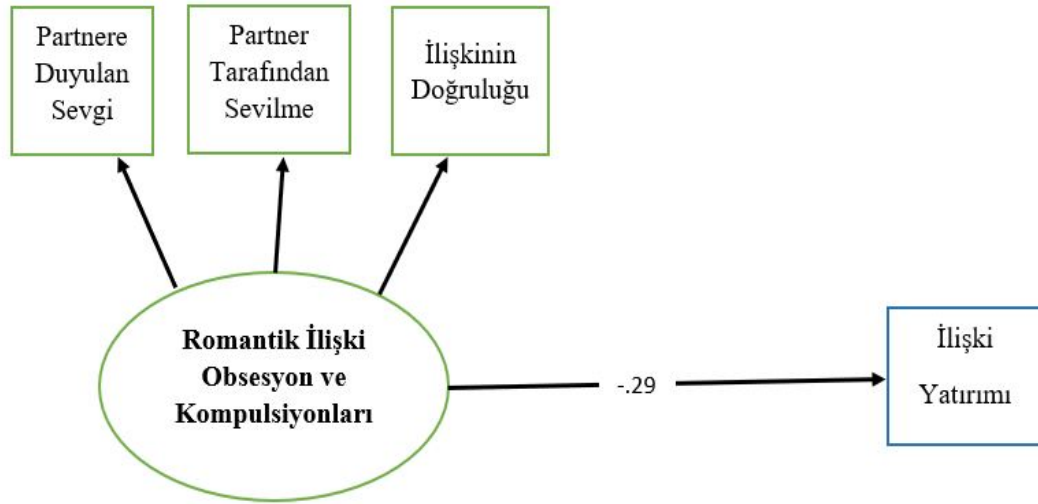 Partnere
Duyulan
Sevgi
Partner
Tarafından
Sevilme
İlişkinin
Doğruluğu
Romantik İlişki
Obsesyon ve
Kompulsiyonları
-.29
İlişki
Yatırımı